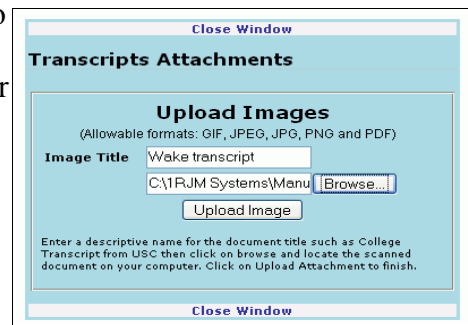 o
r
Close Window
Transcripts Attachments
Upload Images
(Allowable formats: GIF, JPEG, JPG, PNG and PDF)
Image Title Wake transcript
C:\1RJM Systems\Manu Browse...
Upload Image
Enter a descriptive name for the document title such as College
Transcript from USC then click on browse and locate the scanned
document on your computer. Click on Upload Attachment to finish.
Close Window